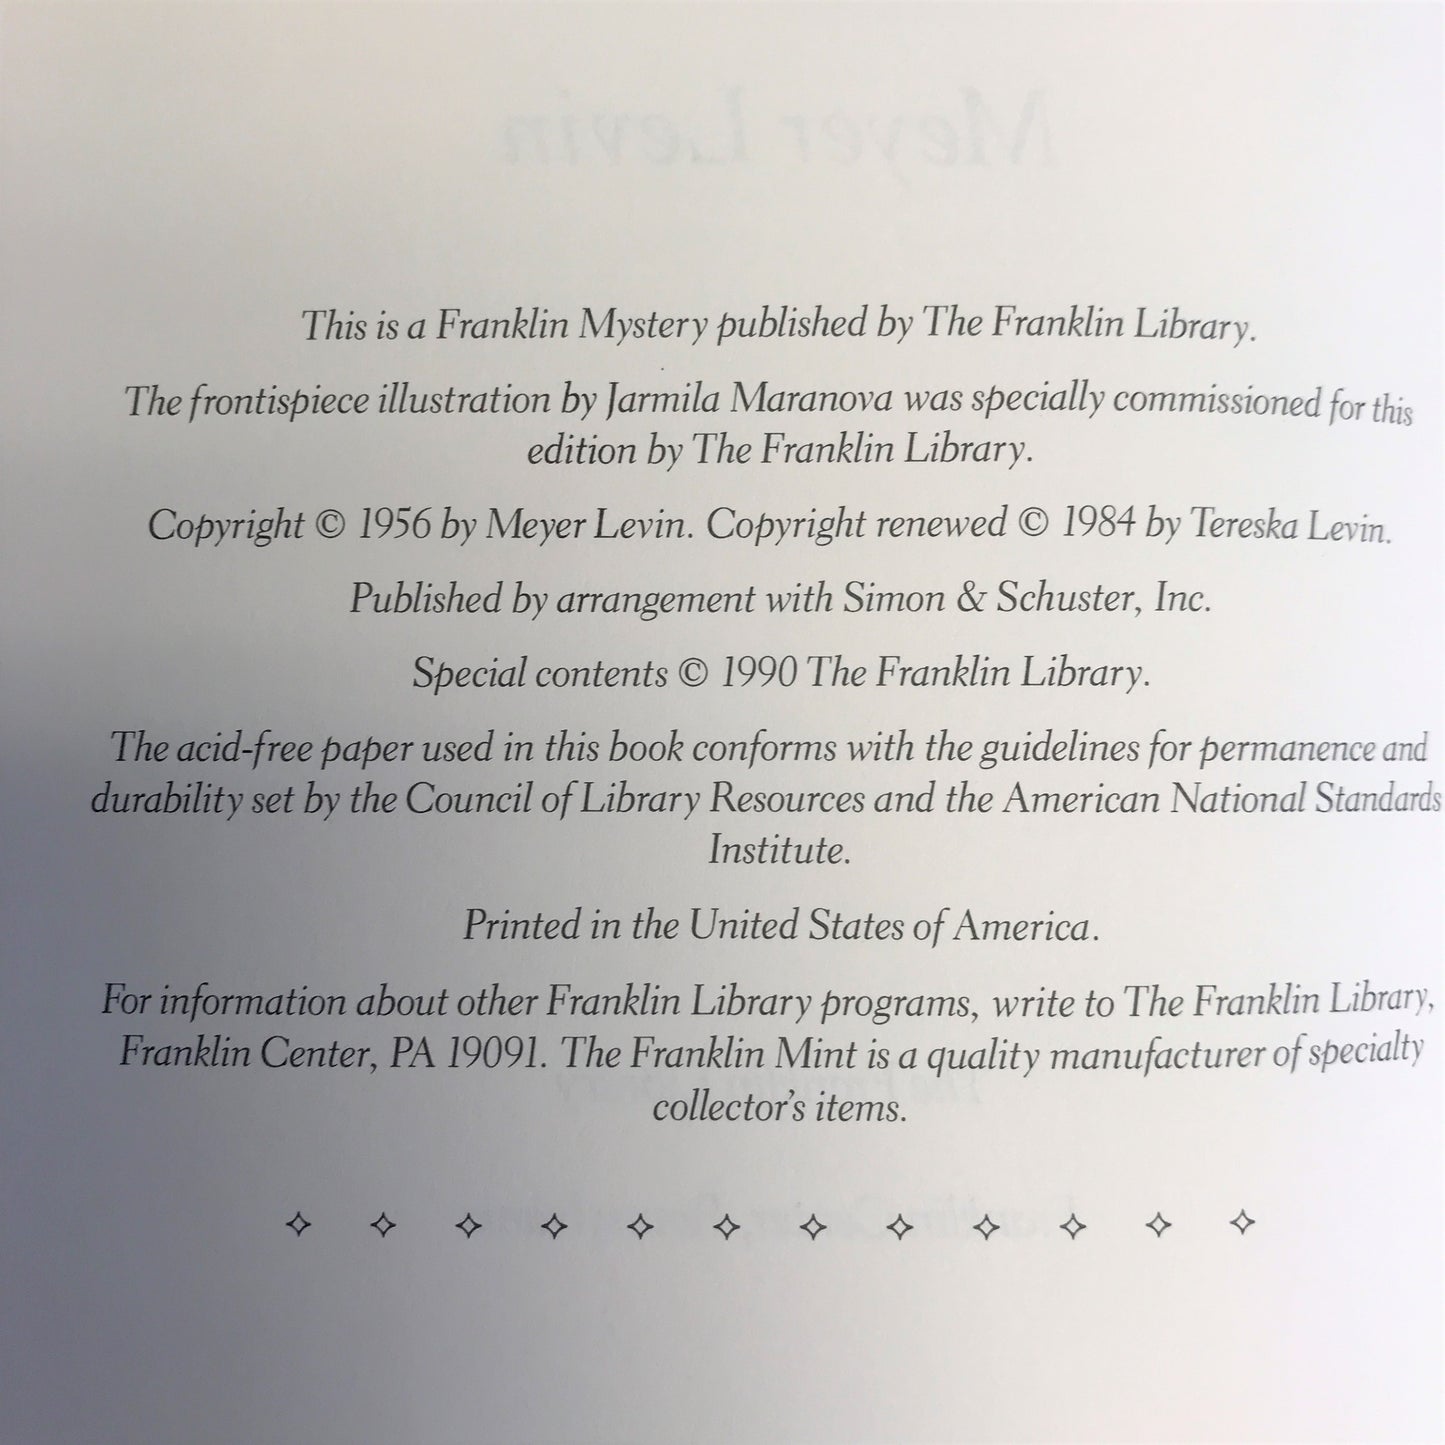 Meyer Levin
This is a Franklin Mystery published by The Franklin Library.
The frontispiece illustration by Jarmila Maranova was specially commissioned for this
edition by The Franklin Library.
Copyright © 1956 by Meyer Levin. Copyright renewed © 1984 by Tereska Levin.
Published by arrangement with Simon & Schuster, Inc.
Special contents © 1990 The Franklin Library.
The acid-free paper used in this book conforms with the guidelines for permanence and
durability set by the Council of Library Resources and the American National Standards
Institute.
Printed in the United States of America.
For information about other Franklin Library programs, write to The Franklin Library,
Franklin Center, PA 19091. The Franklin Mint is a quality manufacturer of specialty
collector's items.